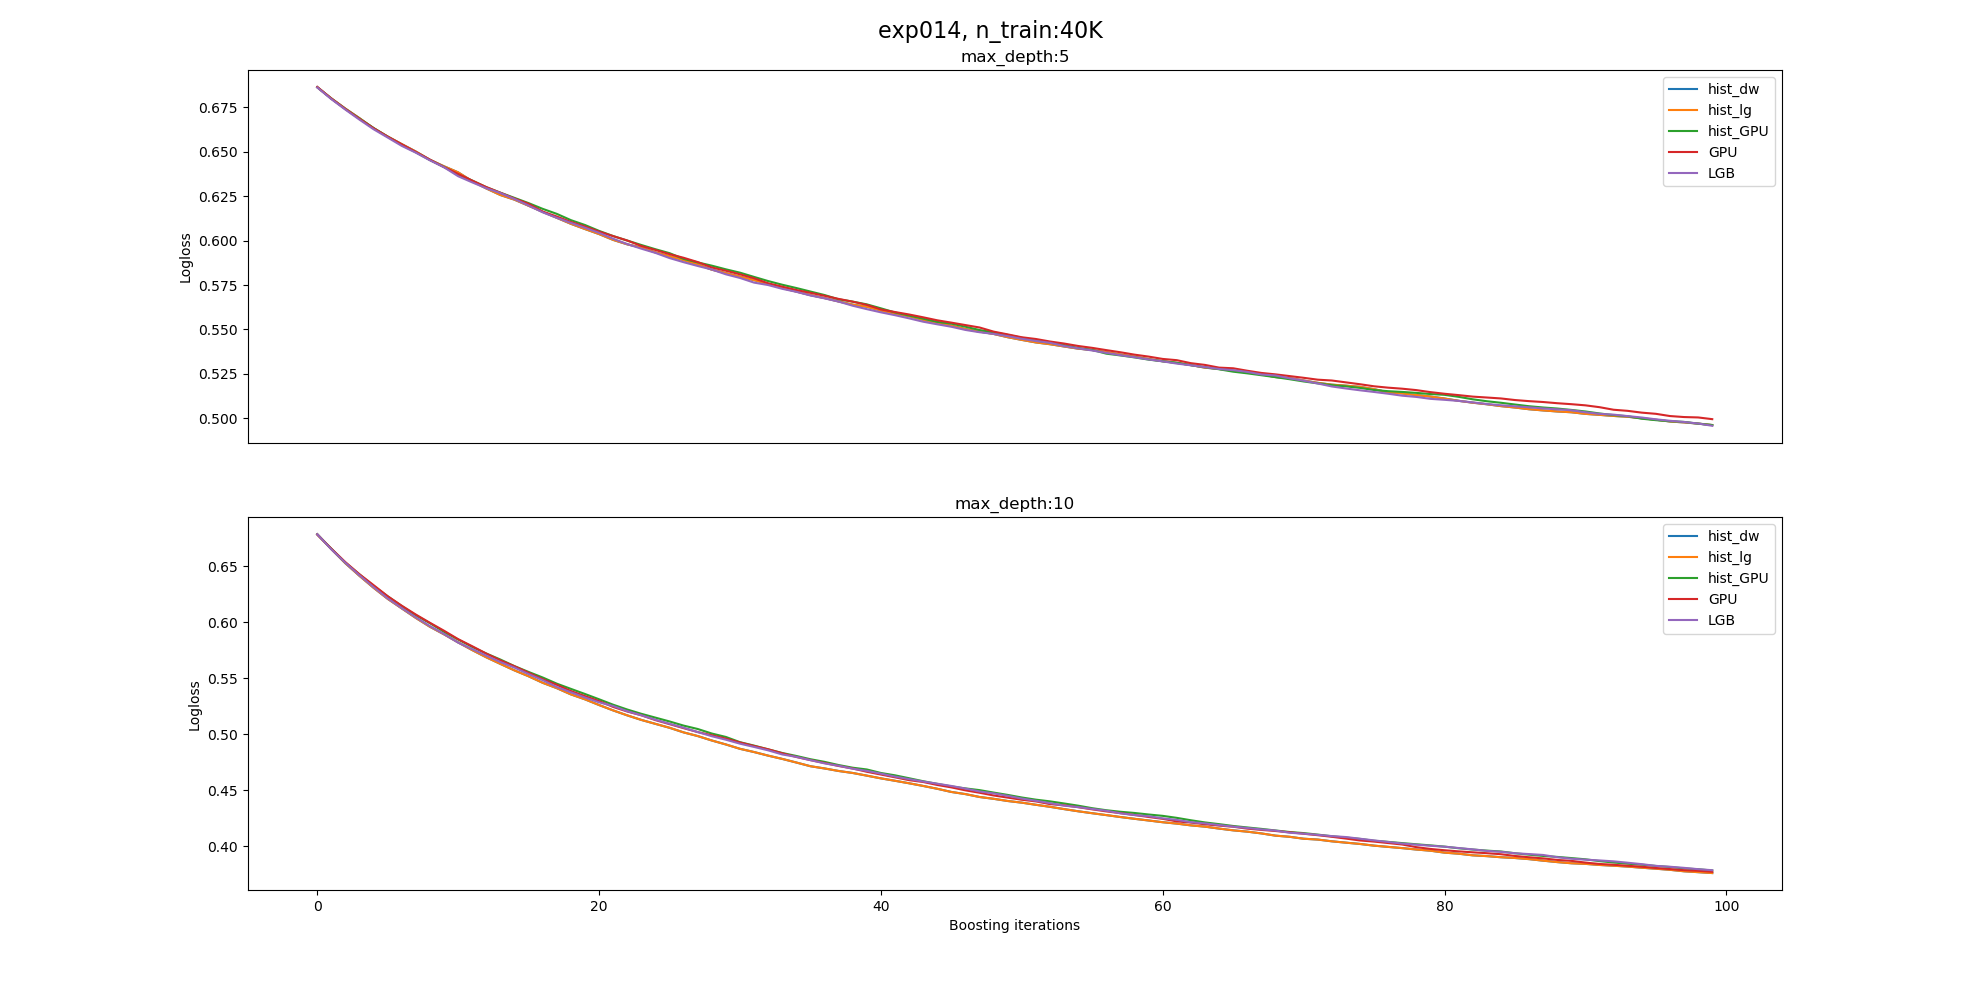 exp014, n_train:40K
max_depth:5
Logloss
0.675
0.650
0.625
0.600
0.575
0.550
0.525
0.500
hist_dw
hist_lg
hist_GPU
GPU
LGB
max_depth:10
Logloss
0.65
0.60
0.55
0.50
0.45
0.40
hist_dw
hist_lg
hist_GPU
GPU
LGB
0 20 40 60 80 100
Boosting iterations